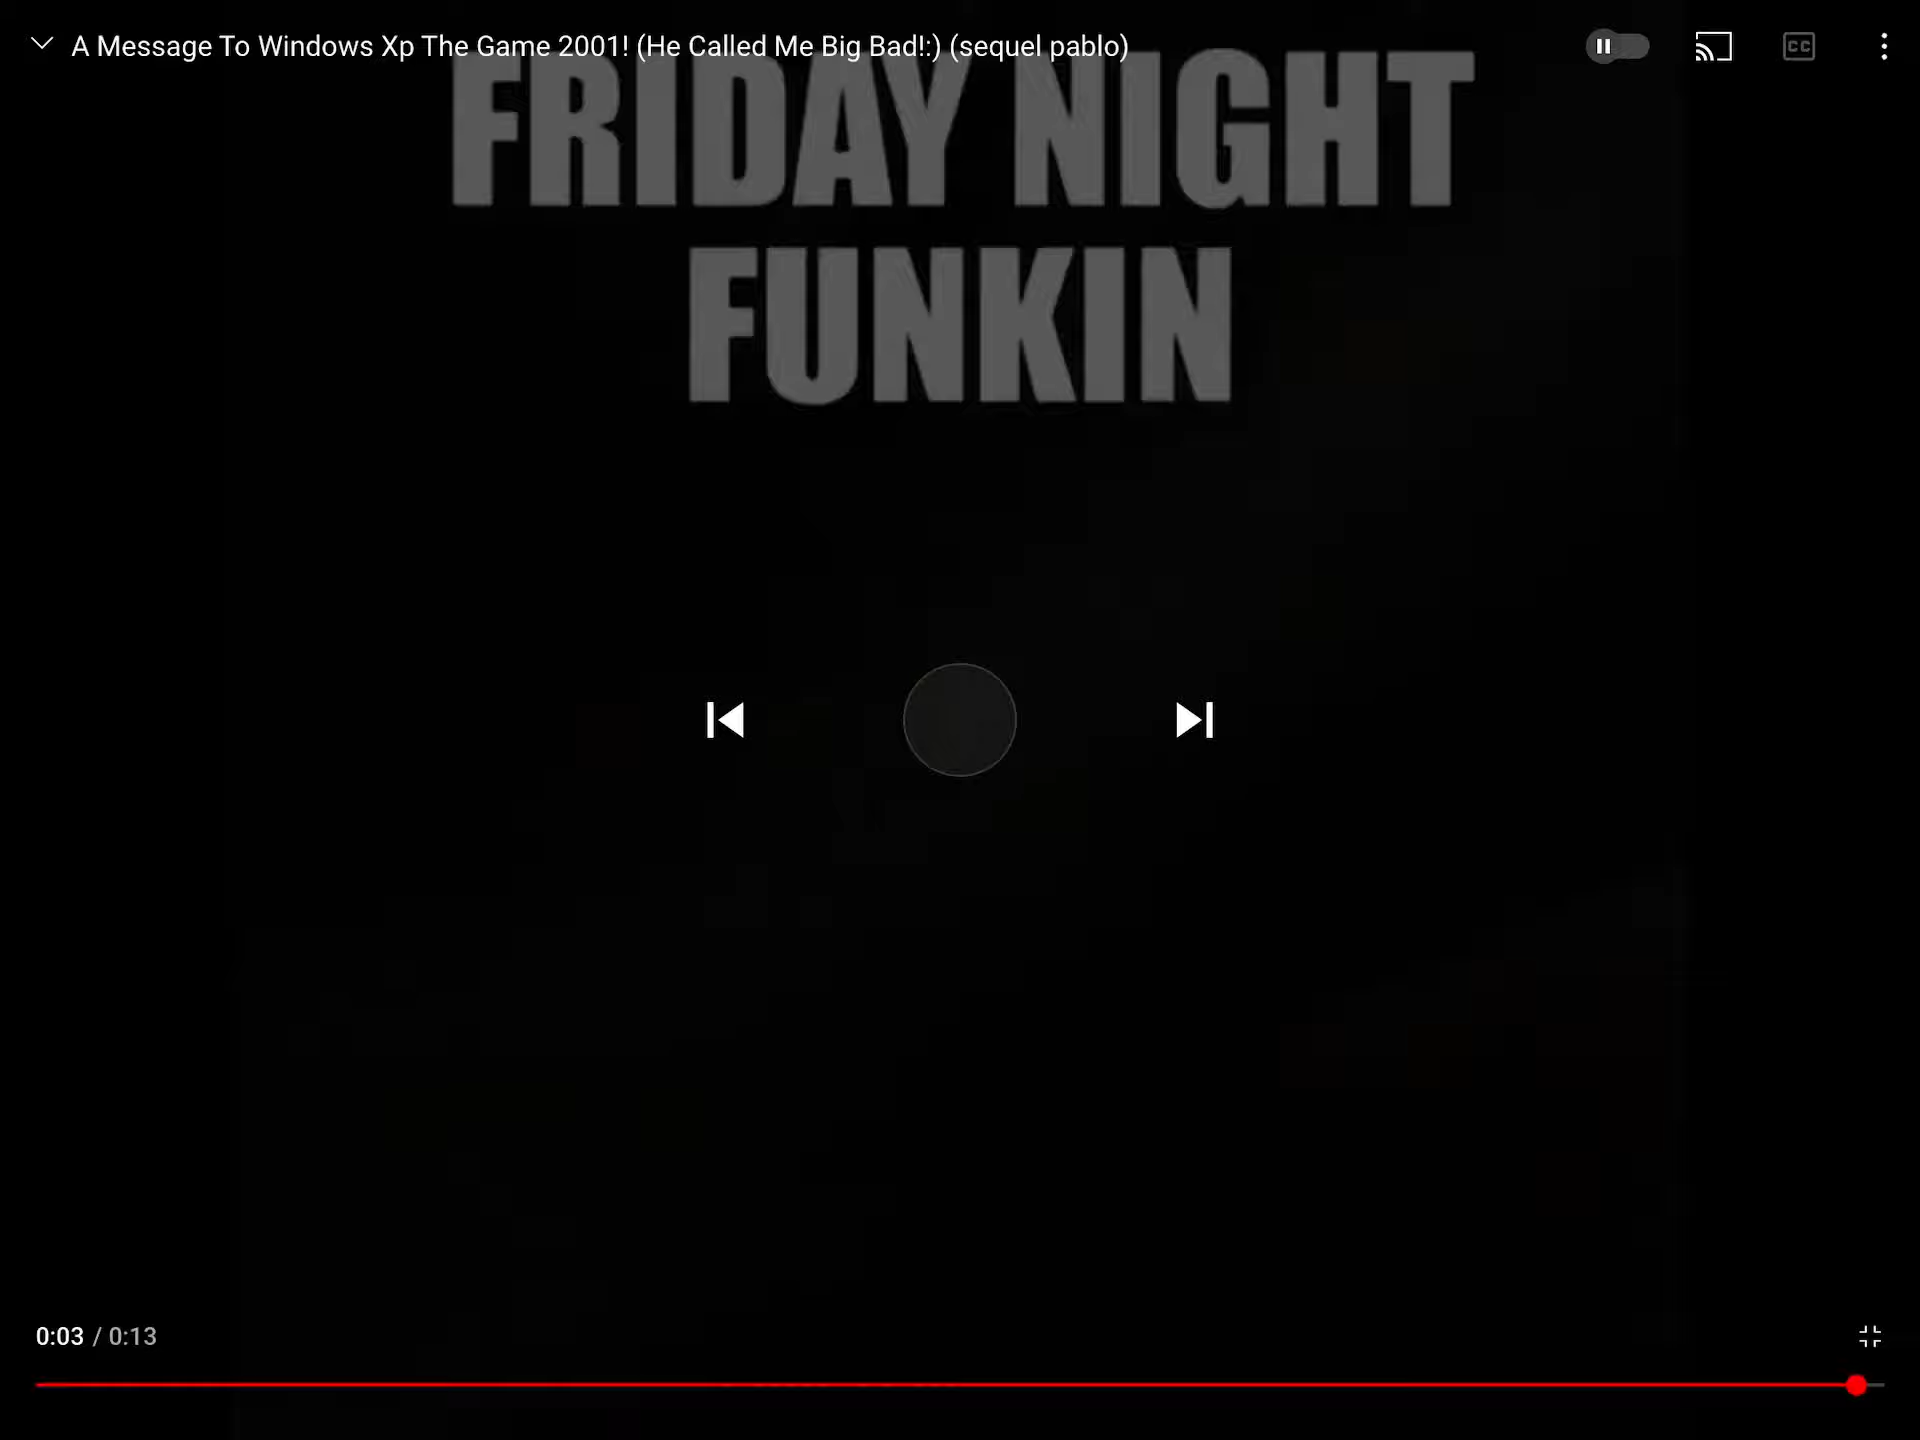 A Message To Windows Xp The Game 2001! (He Called Me Big Bad!:) (sequel pablo)
CC
FRIDAY NIGHT
FUNKIN
0:03 / 0:13